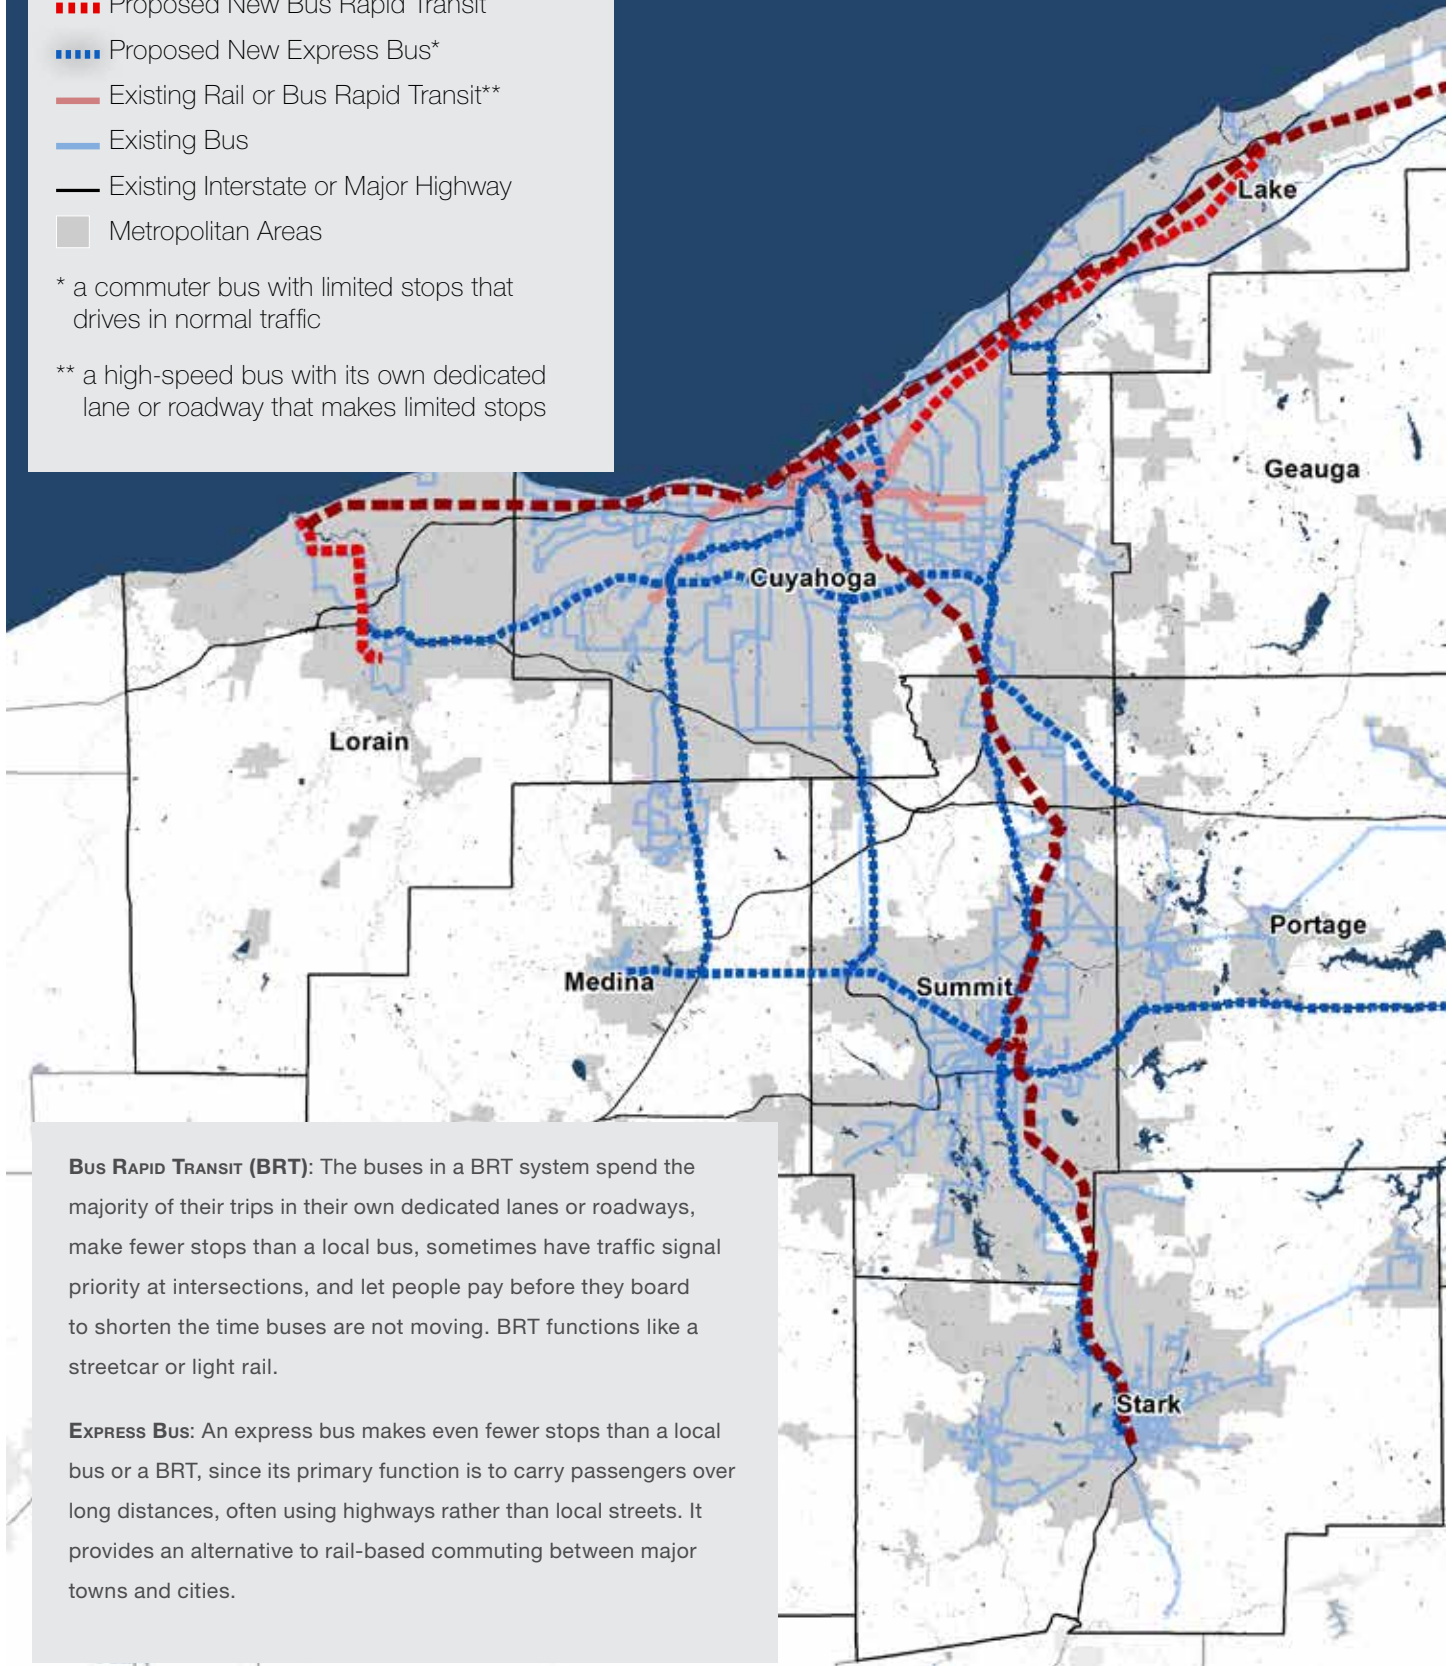 Proposed New Bus Rapid Transit
Proposed New Express Bus*
Existing Rail or Bus Rapid Transit**
Existing Bus
Existing Interstate or Major Highway
Metropolitan Areas
* a commuter bus with limited stops that
drives in normal traffic
** a high-speed bus with its own dedicated
lane or roadway that makes limited stops
Lake
Geauga
Cuyahoga
Lorain
Portage
Medina
Summit
Stark
BUS RAPID TRANSIT (BRT): The buses in a BRT system spend the
majority of their trips in their own dedicated lanes or roadways,
make fewer stops than a local bus, sometimes have traffic signal
priority at intersections, and let people pay before they board
to shorten the time buses are not moving. BRT functions like a
streetcar or light rail.
EXPRESS BUS: An express bus makes even fewer stops than a local
bus or a BRT, since its primary function is to carry passengers over
long distances, often using highways rather than local streets. It
provides an alternative to rail-based commuting between major
towns and cities.